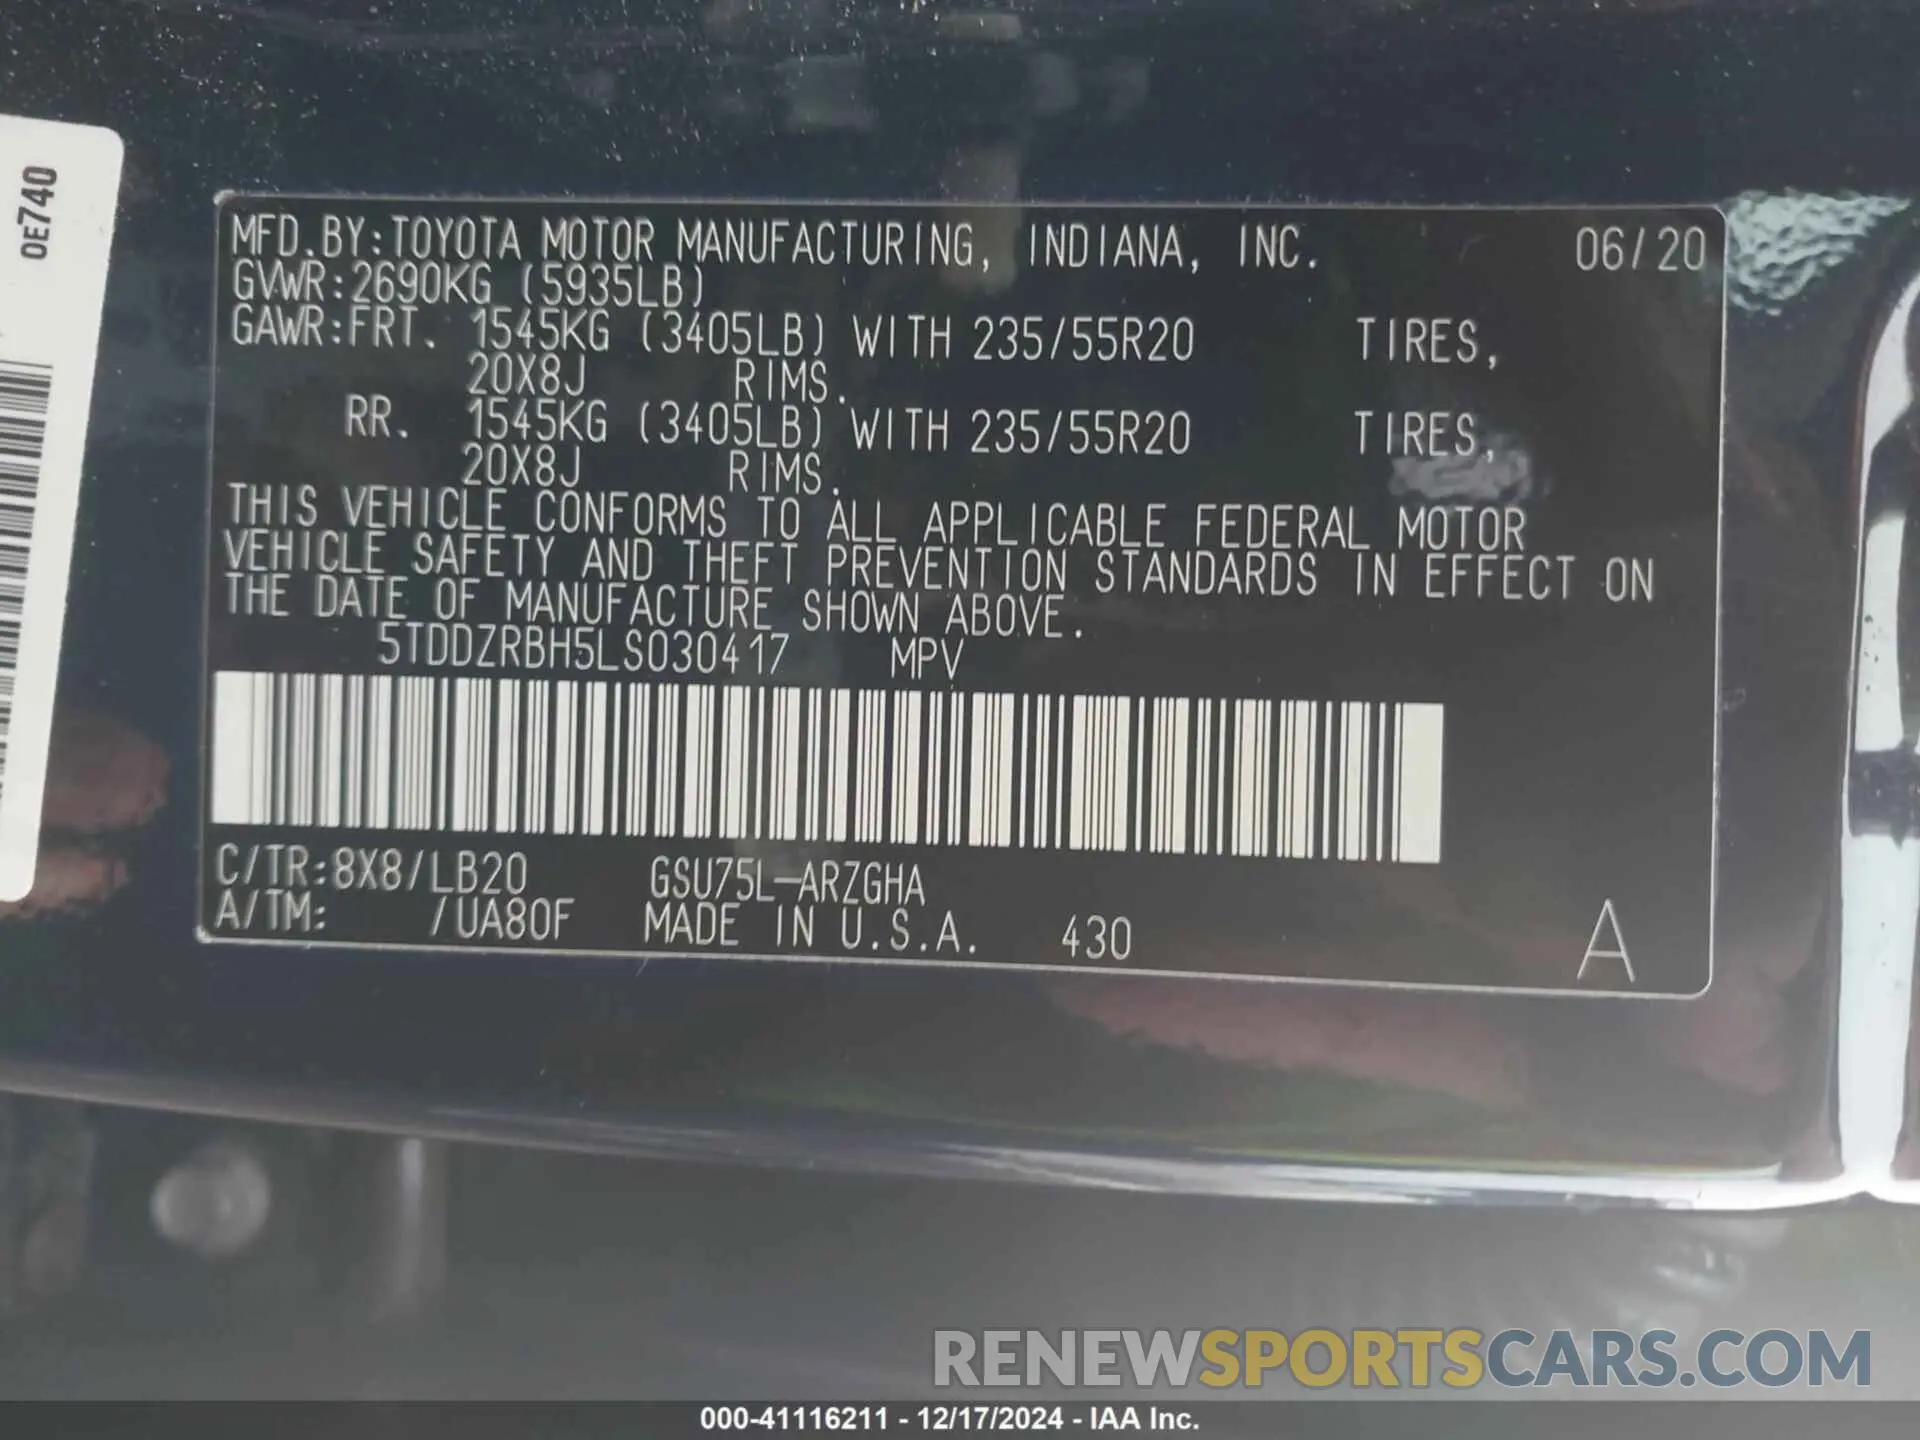 0E740
MFD.BY:TOYOTA MOTOR MANUFACTURING, INDIANA, INC. 06/20
GVWR:2690KG (5935LB)
GAWR:FRT. 1545KG (3405LB) WITH 235/55R20 TIRES,
20X8J RIMS.
RR. 1545KG (3405LB) WITH 235/55R20 TIRES,
20X8J RIMS.
THIS VEHICLE CONFORMS TO ALL APPLICABLE FEDERAL MOTOR
VEHICLE SAFETY AND THEFT PREVENTION STANDARDS IN EFFECT ON
THE DATE OF MANUFACTURE SHOWN ABOVE.
5TDDZRBH5LS030417 MPV
C/TR:8X8/LB20 GSU75L-ARZGHA
A/TM: /UA80F MADE IN U.S.A. 430 A
RENEWSPORTSCARS.COM
000-41116211 - 12/17/2024 - IAA Inc.